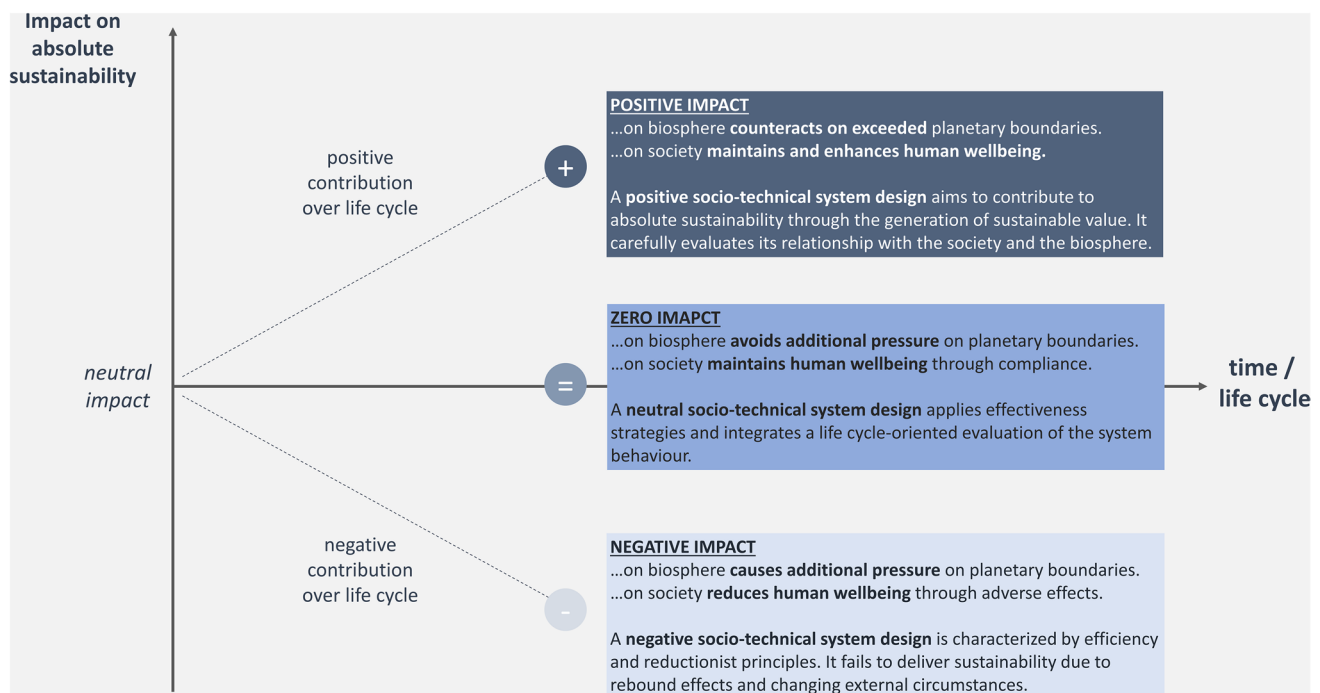 Impact on
absolute
sustainability
POSITIVE IMPACT
...on biosphere counteracts on exceeded planetary boundaries.
...on society maintains and enhances human wellbeing.
A positive socio-technical system design aims to contribute to
absolute sustainability through the generation of sustainable value. It
carefully evaluates its relationship with the society and the biosphere.
positive
contribution
over life cycle
+
ZERO IMAPCT
...on biosphere avoids additional pressure on planetary boundaries.
...on society maintains human wellbeing through compliance.
A neutral socio-technical system design applies effectiveness
strategies and integrates a life cycle-oriented evaluation of the system
behaviour.
neutral
impact
=
time /
life cycle
negative
contribution
over life cycle
-
NEGATIVE IMPACT
...on biosphere causes additional pressure on planetary boundaries.
...on society reduces human wellbeing through adverse effects.
A negative socio-technical system design is characterized by efficiency
and reductionist principles. It fails to deliver sustainability due to
rebound effects and changing external circumstances.